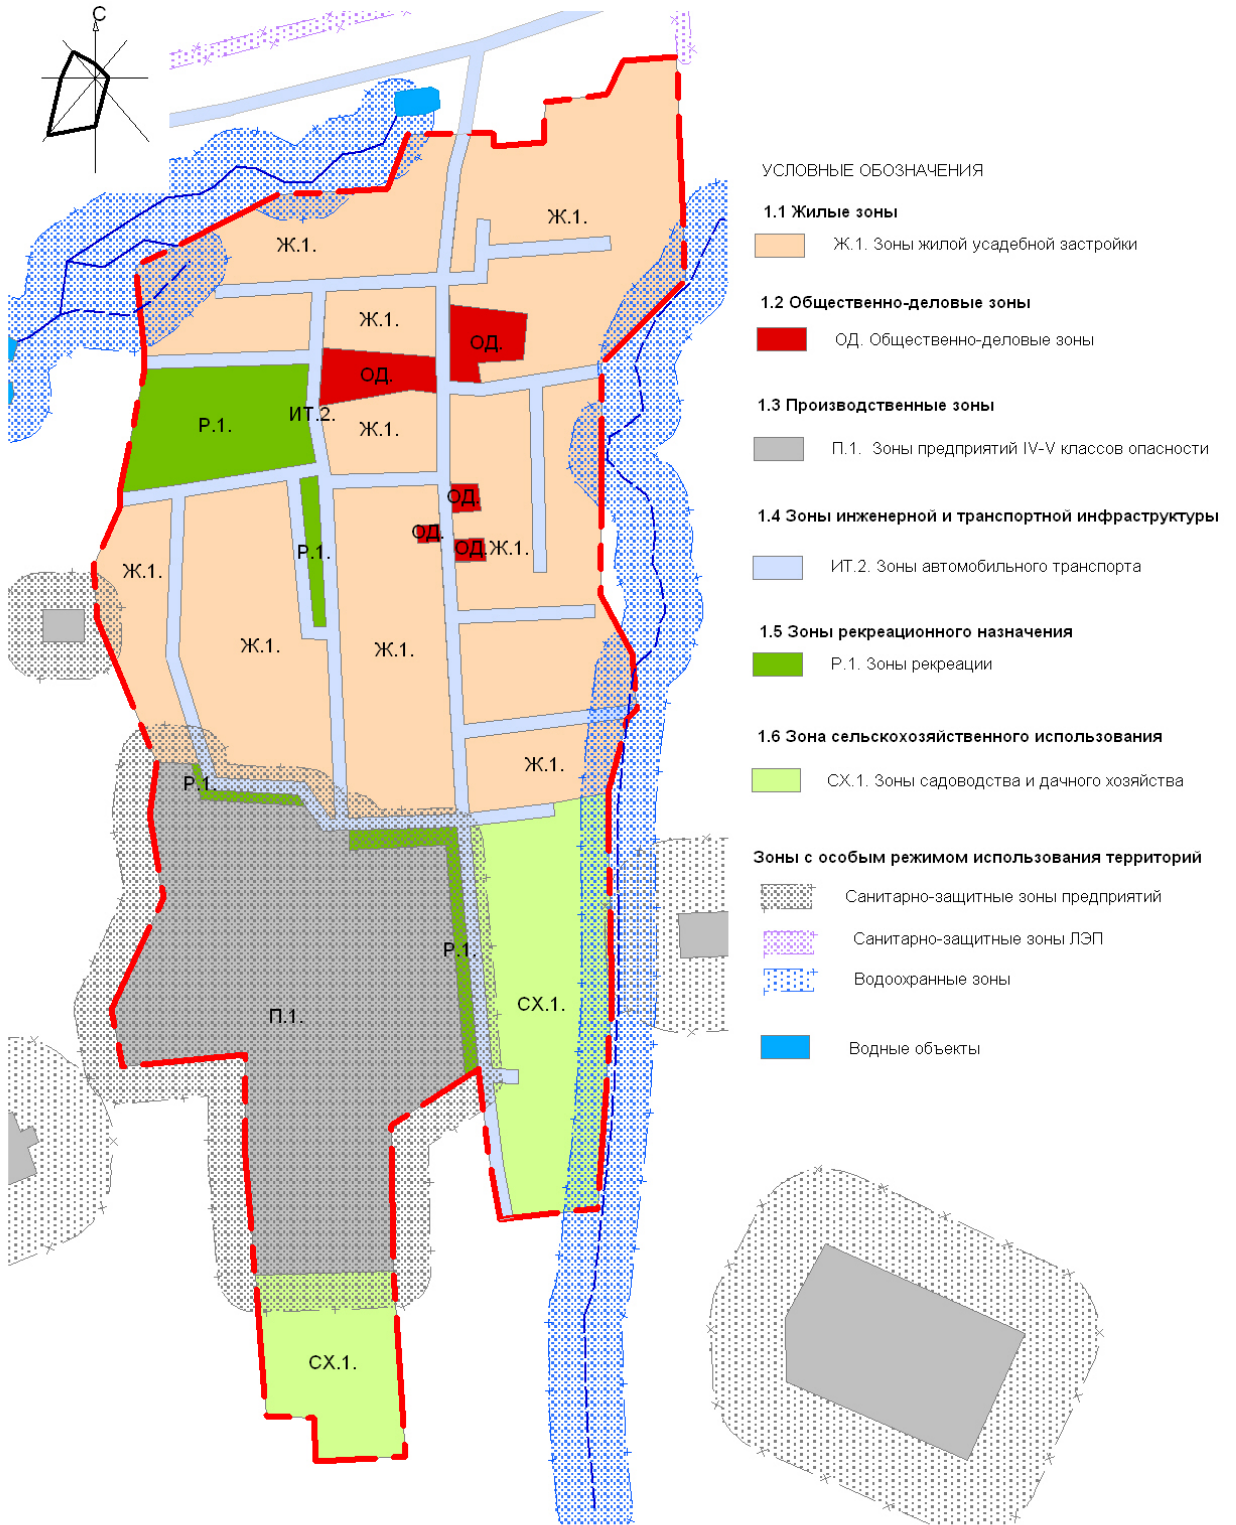 С
Ж.1.
Ж.1.
Ж.1.
ОД.
ОД.
Р.1.
ИТ.2.
Ж.1.
ОД.
ОД.
ОД.
Ж.1.
Р.1.
Ж.1.
Ж.1.
Ж.1.
Ж.1.
Р.1.
Р.1.
СХ.1.
П.1.
СХ.1.
УСЛОВНЫЕ ОБОЗНАЧЕНИЯ
1.1 Жилые зоны
Ж.1. Зоны жилой усадебной застройки
1.2 Общественно-деловые зоны
ОД. Общественно-деловые зоны
1.3 Производственные зоны
П.1. Зоны предприятий IV-V классов опасности
1.4 Зоны инженерной и транспортной инфраструктуры
ИТ.2. Зоны автомобильного транспорта
1.5 Зоны рекреационного назначения
Р.1. Зоны рекреации
1.6 Зона сельскохозяйственного использования
СХ.1. Зоны садоводства и дачного хозяйства
Зоны с особым режимом использования территорий
Санитарно-защитные зоны предприятий
Санитарно-защитные зоны ЛЭП
Водоохранные зоны
Водные объекты